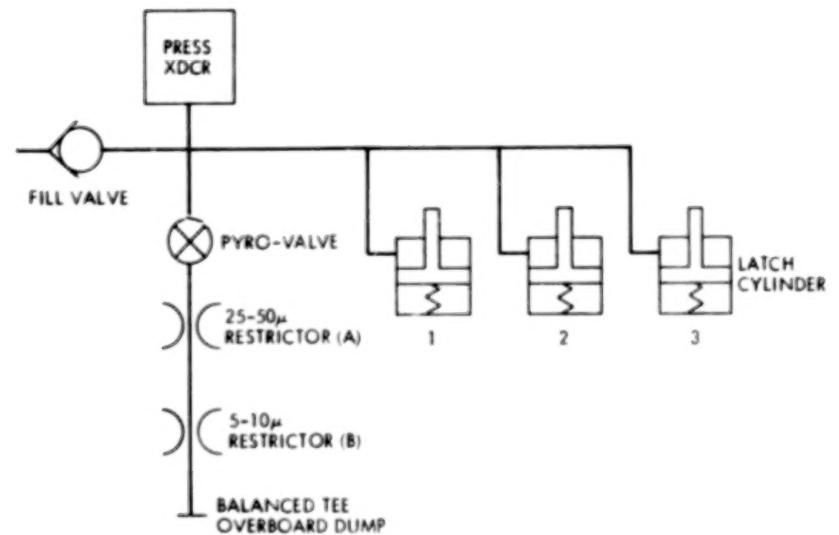 PRESS
XDCR
FILL VALVE
PYRO-VALVE
LATCH
CYLINDER
25-50μ
RESTRICTOR (A)
1
2
3
5-10μ
RESTRICTOR (B)
BALANCED TEE
OVERBOARD DUMP